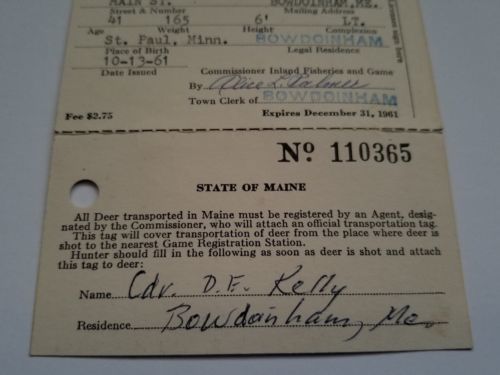 MAIN ST. BOWDOINHAM, ME.
Street & Number Mailing Address
41 165 6' LT.
Age Weight Height Complexion
St. Paul, Minn. BOWDOINHAM
Place of Birth Legal Residence
10-13-61
Date Issued Commissioner Inland Fisheries and Game
By Alice L. Palmer
Town Clerk of BOWDOINHAM
Fee $2.75 Expires December 31, 1961
No 110365
STATE OF MAINE
All Deer transported in Maine must be registered by an Agent, desig-
nated by the Commissioner, who will attach an official transportation tag.
This tag will cover transportation of deer from the place where deer is
shot to the nearest Game Registration Station.
Hunter should fill in the following as soon as deer is shot and attach
this tag to deer:
Name Cdr. D. F. Kelly
Residence Bowdoinham, Me.